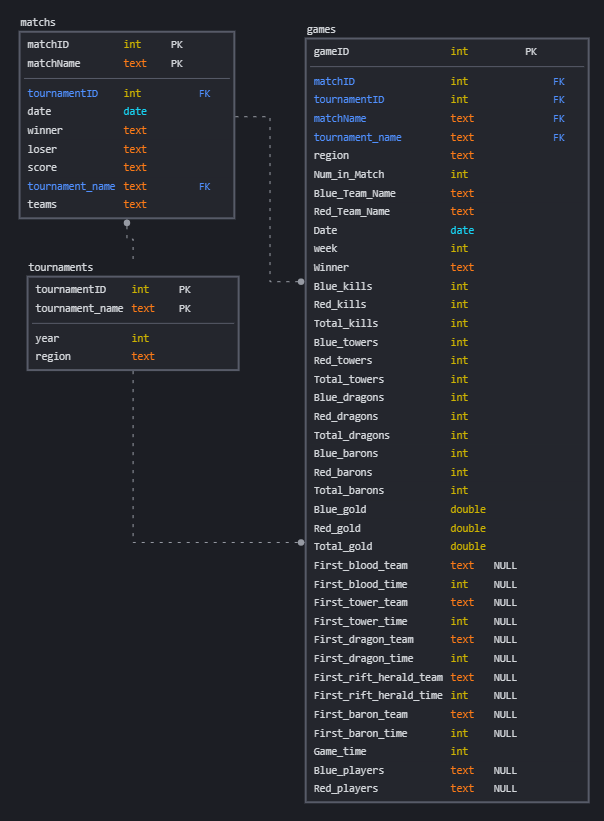 matchs
matchID int PK
matchName text PK
tournamentID int FK
date date
winner text
loser text
score text
tournament_name text FK
teams text
tournaments
tournamentID int PK
tournament_name text PK
year int
region text
games
gameID int PK
matchID int FK
tournamentID int FK
matchName text FK
tournament_name text FK
region text
Num_in_Match int
Blue_Team_Name text
Red_Team_Name text
Date date
week int
Winner text
Blue_kills int
Red_kills int
Total_kills int
Blue_towers int
Red_towers int
Total_towers int
Blue_dragons int
Red_dragons int
Total_dragons int
Blue_barons int
Red_barons int
Total_barons int
Blue_gold double
Red_gold double
Total_gold double
First_blood_team text NULL
First_blood_time int NULL
First_tower_team text NULL
First_tower_time int NULL
First_dragon_team text NULL
First_dragon_time int NULL
First_rift_herald_team text NULL
First_rift_herald_time int NULL
First_baron_team text NULL
First_baron_time int NULL
Game_time int
Blue_players text NULL
Red_players text NULL